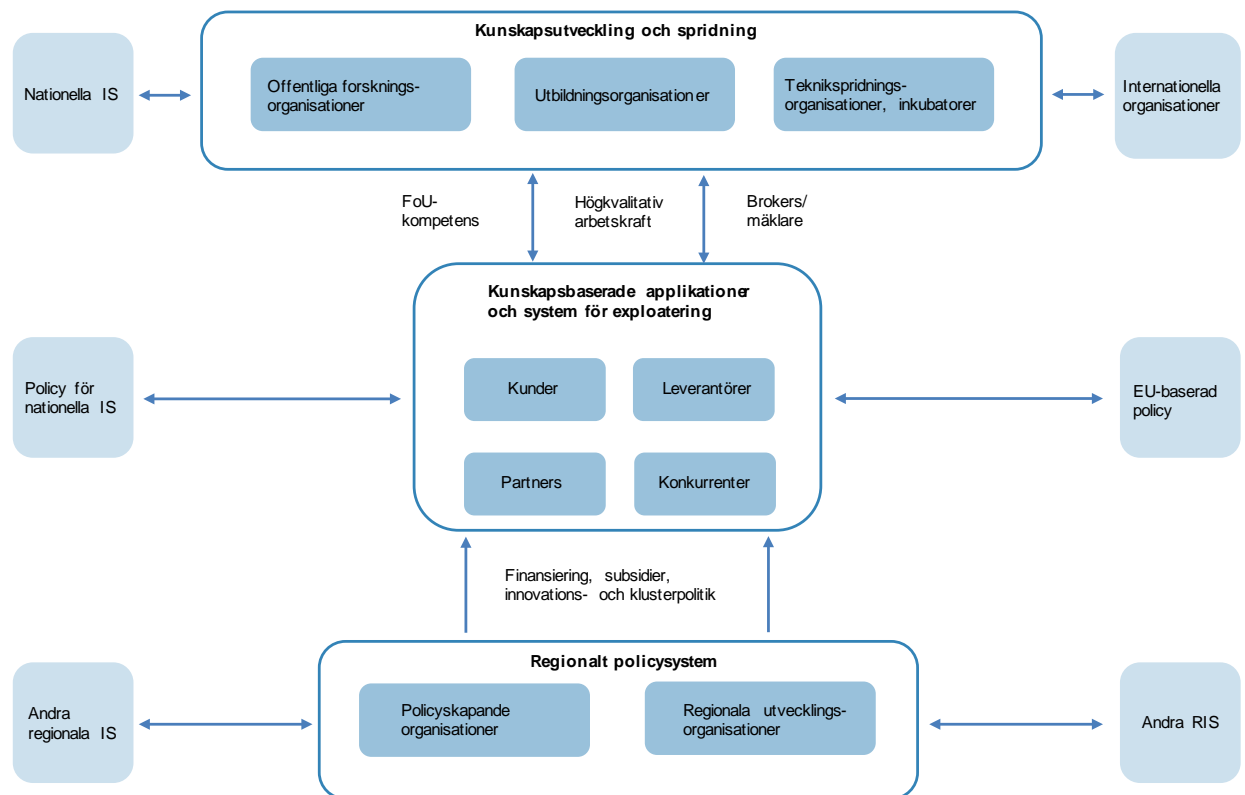 Kunskapsutveckling och spridning
Nationella IS
Offentliga forsknings-
organisationer
Utbildningsorganisationer
Teknikspridnings-
organisationer, inkubatorer
Internationella
organisationer
FoU-
kompetens
Högkvalitativ
arbetskraft
Brokers/
mäklare
Kunskapsbaserade applikationer
och system för exploatering
Policy för
nationella IS
Kunder
Leverantörer
EU-baserad
policy
Partners
Konkurrenter
Finansiering, subsidier,
innovations- och klusterpolitik
Regionalt policysystem
Andra
regionala IS
Policyskapande
organisationer
Regionala utvecklings-
organisationer
Andra RIS